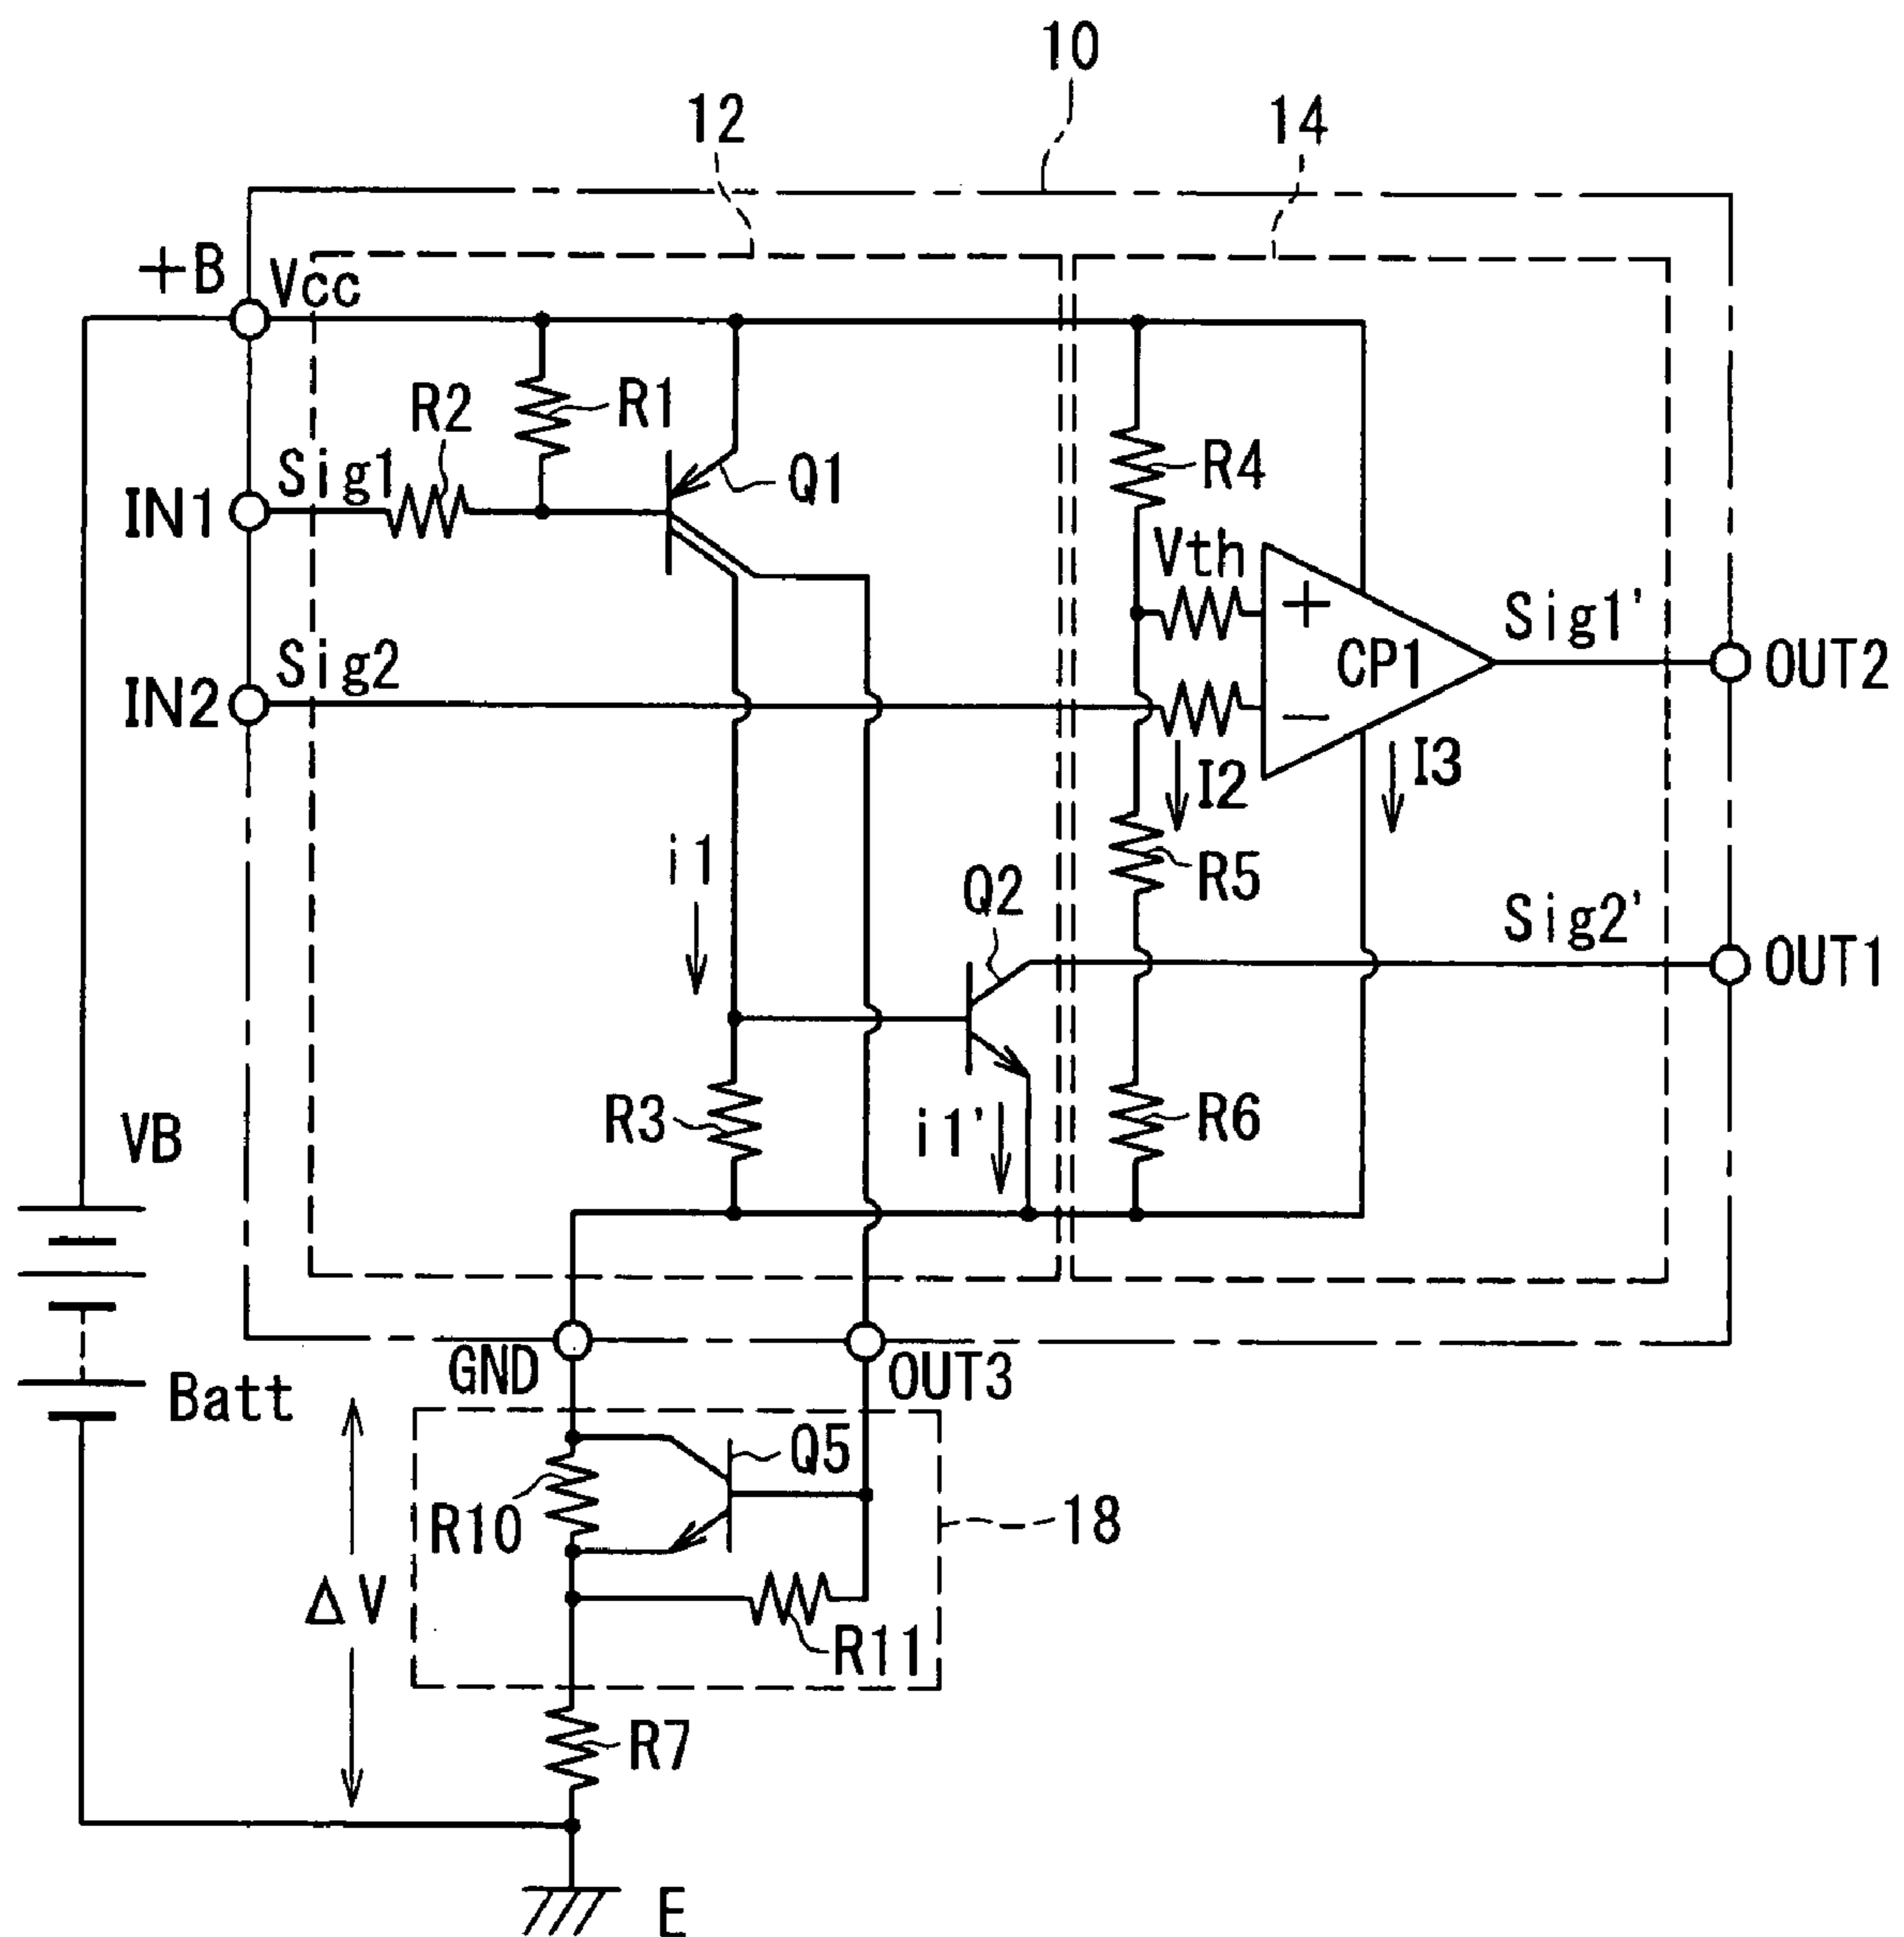 10
12
14
+B
Vcc
R2
R1
Sig1
Q1
R4
IN1
Vth
+
Sig1'
Sig2
CP1
OUT2
IN2
−
I3
I2
i1
R5
Q2
Sig2'
OUT1
R3
i1'
R6
VB
GND
OUT3
Batt
Q5
R10
18
ΔV
R11
R7
E